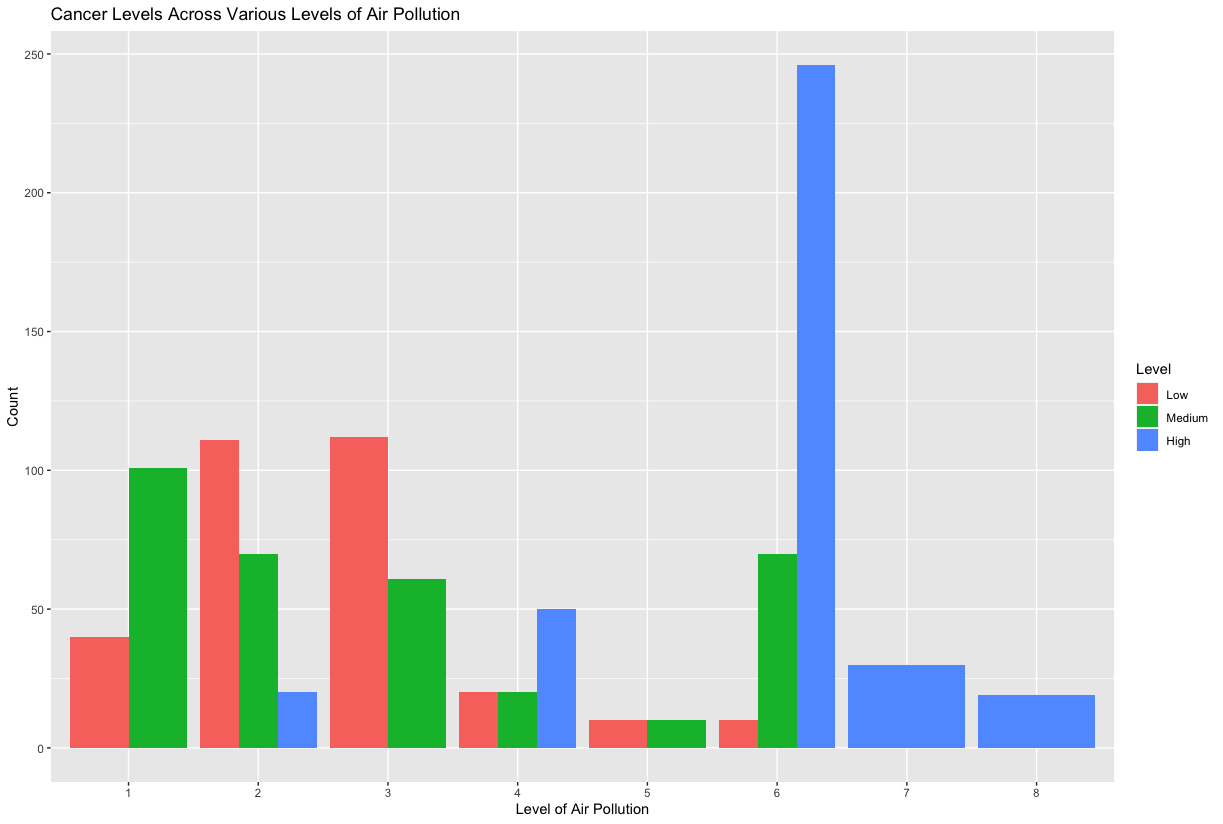 Cancer Levels Across Various Levels of Air Pollution
250
200
150
100
50
0
Count
1 2 3 4 5 6 7 8
Level of Air Pollution
Level
Low
Medium
High